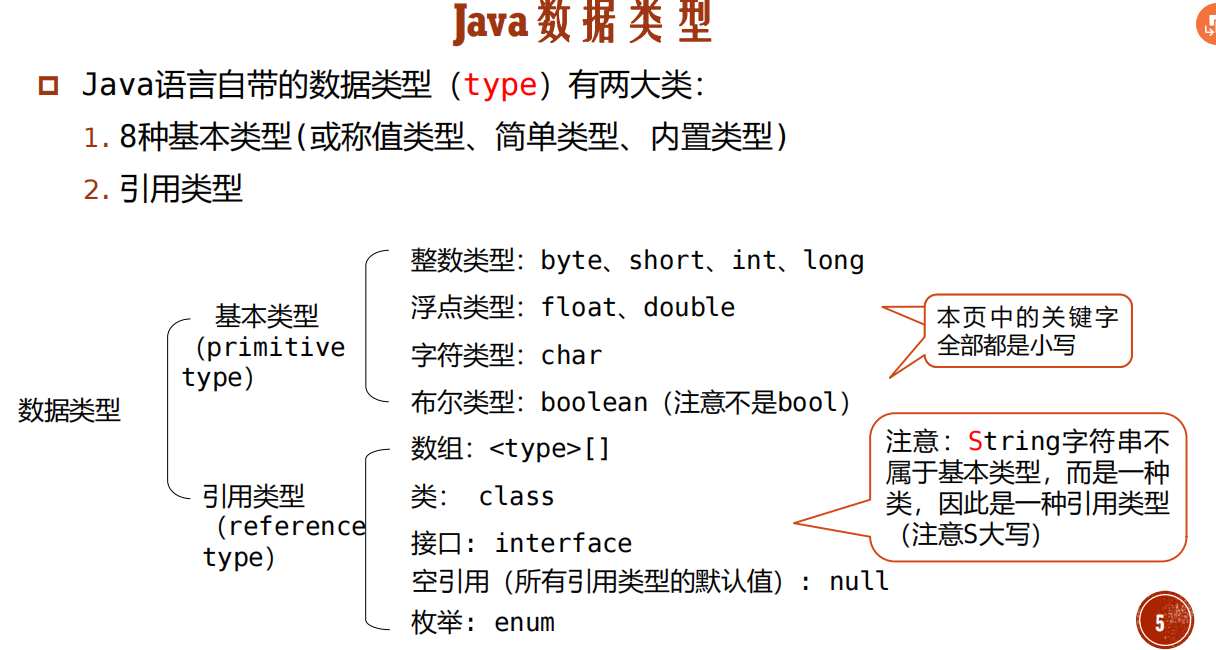 Java数据类型
Java语言自带的数据类型（type）有两大类：
1. 8种基本类型(或称值类型、简单类型、内置类型)
2. 引用类型
数据类型
基本类型
（primitive
type）
整数类型：byte、short、int、long
浮点类型：float、double
字符类型：char
布尔类型：boolean（注意不是bool）
本页中的关键字
全部都是小写
引用类型
（reference
type）
数组：<type>[]
类： class
接口: interface
空引用（所有引用类型的默认值）: null
枚举: enum
注意：String字符串不
属于基本类型，而是一种
类，因此是一种引用类型
（注意S大写）
5